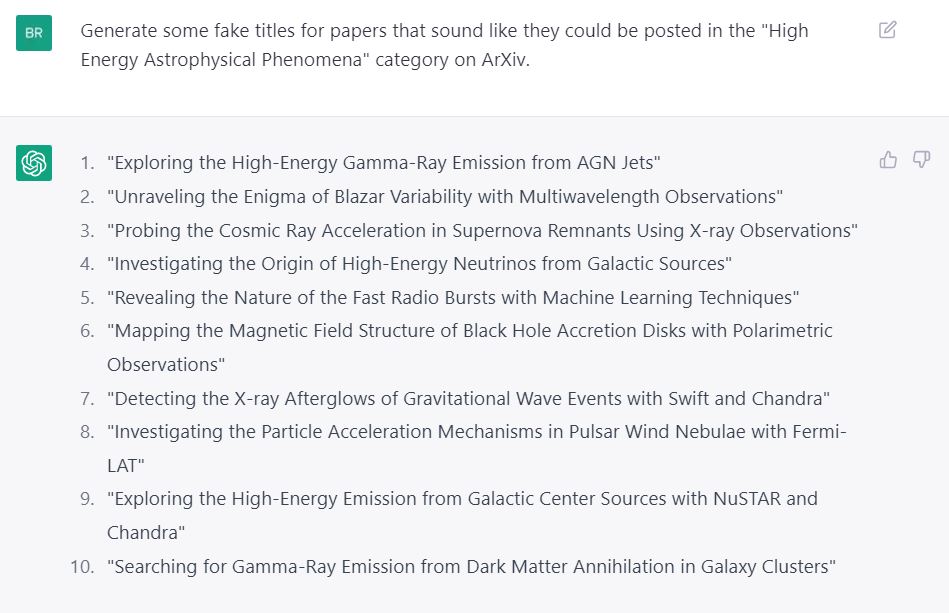 BR
Generate some fake titles for papers that sound like they could be posted in the "High
Energy Astrophysical Phenomena" category on ArXiv.
1. "Exploring the High-Energy Gamma-Ray Emission from AGN Jets"
2. "Unraveling the Enigma of Blazar Variability with Multiwavelength Observations"
3. "Probing the Cosmic Ray Acceleration in Supernova Remnants Using X-ray Observations"
4. "Investigating the Origin of High-Energy Neutrinos from Galactic Sources"
5. "Revealing the Nature of the Fast Radio Bursts with Machine Learning Techniques"
6. "Mapping the Magnetic Field Structure of Black Hole Accretion Disks with Polarimetric
Observations"
7. "Detecting the X-ray Afterglows of Gravitational Wave Events with Swift and Chandra"
8. "Investigating the Particle Acceleration Mechanisms in Pulsar Wind Nebulae with Fermi-
LAT"
9. "Exploring the High-Energy Emission from Galactic Center Sources with NuSTAR and
Chandra"
10. "Searching for Gamma-Ray Emission from Dark Matter Annihilation in Galaxy Clusters"